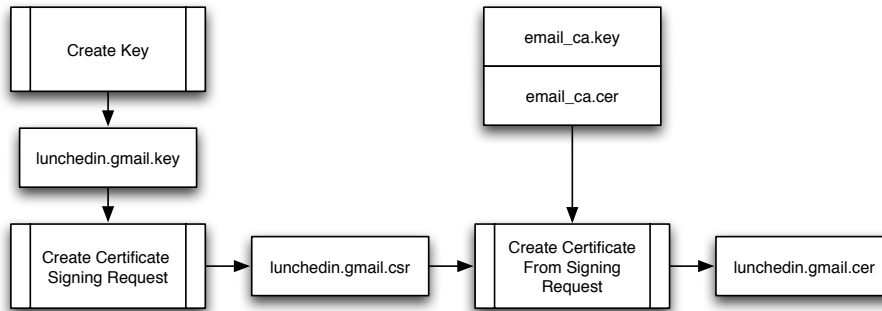 Create Key
email_ca.key
email_ca.cer
lunchedin.gmail.key
Create Certificate
Signing Request
lunchedin.gmail.csr
Create Certificate
From Signing
Request
lunchedin.gmail.cer